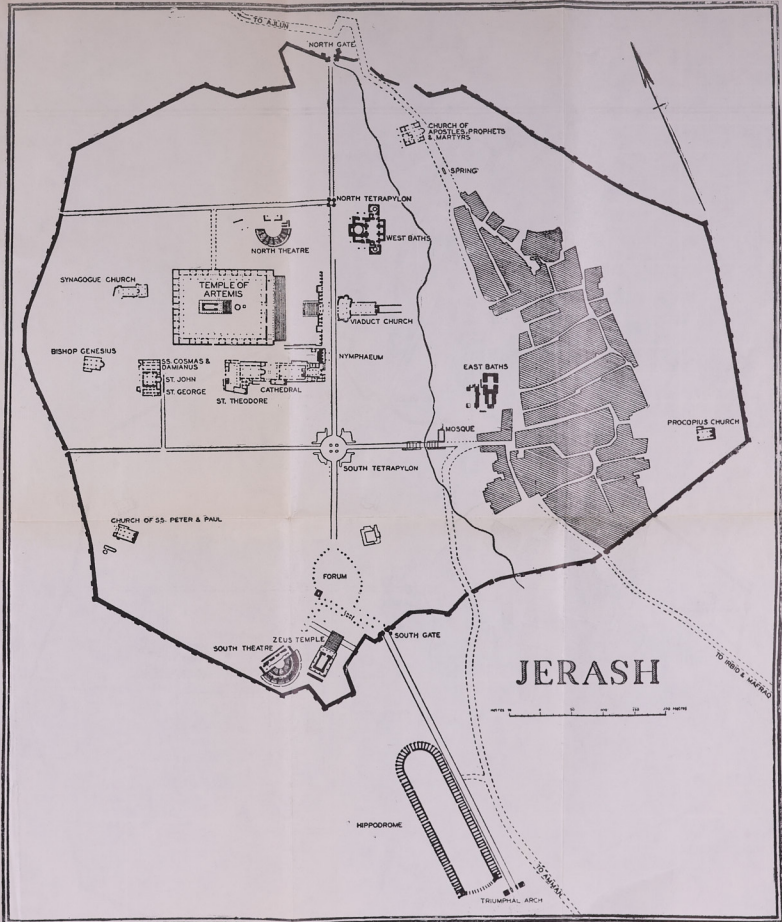 TO AJLUN
NORTH GATE
CHURCH OF
APOSTLES, PROPHETS
& MARTYRS
SPRING
NORTH TETRAPYLON
WEST BATHS
NORTH THEATRE
SYNAGOGUE CHURCH
TEMPLE OF
ARTEMIS
VIADUCT CHURCH
BISHOP GENESIUS
SS. COSMAS &
DAMIANUS
ST. JOHN
ST. GEORGE
NYMPHAEUM
CATHEDRAL
ST. THEODORE
EAST BATHS
MOSQUE
PROCOPIUS CHURCH
SOUTH TETRAPYLON
CHURCH OF SS. PETER & PAUL
FORUM
ZEUS TEMPLE
SOUTH THEATRE
SOUTH GATE
TO IRBID & MAFRAQ
JERASH
HIPPODROME
TO AMMAN
TRIUMPHAL ARCH